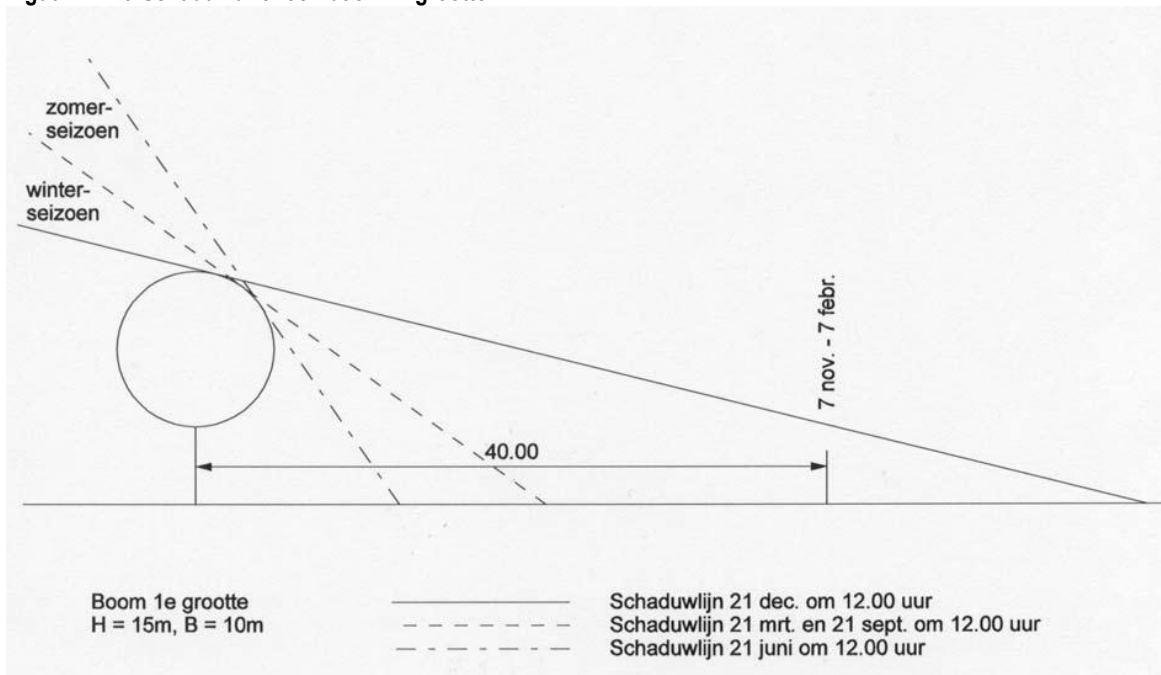 zomer-
seizoen
winter-
seizoen
7 nov. - 7 febr.
40.00
Boom 1e grootte
H = 15m, B = 10m
Schaduwlijn 21 dec. om 12.00 uur
Schaduwlijn 21 mrt. en 21 sept. om 12.00 uur
Schaduwlijn 21 juni om 12.00 uur